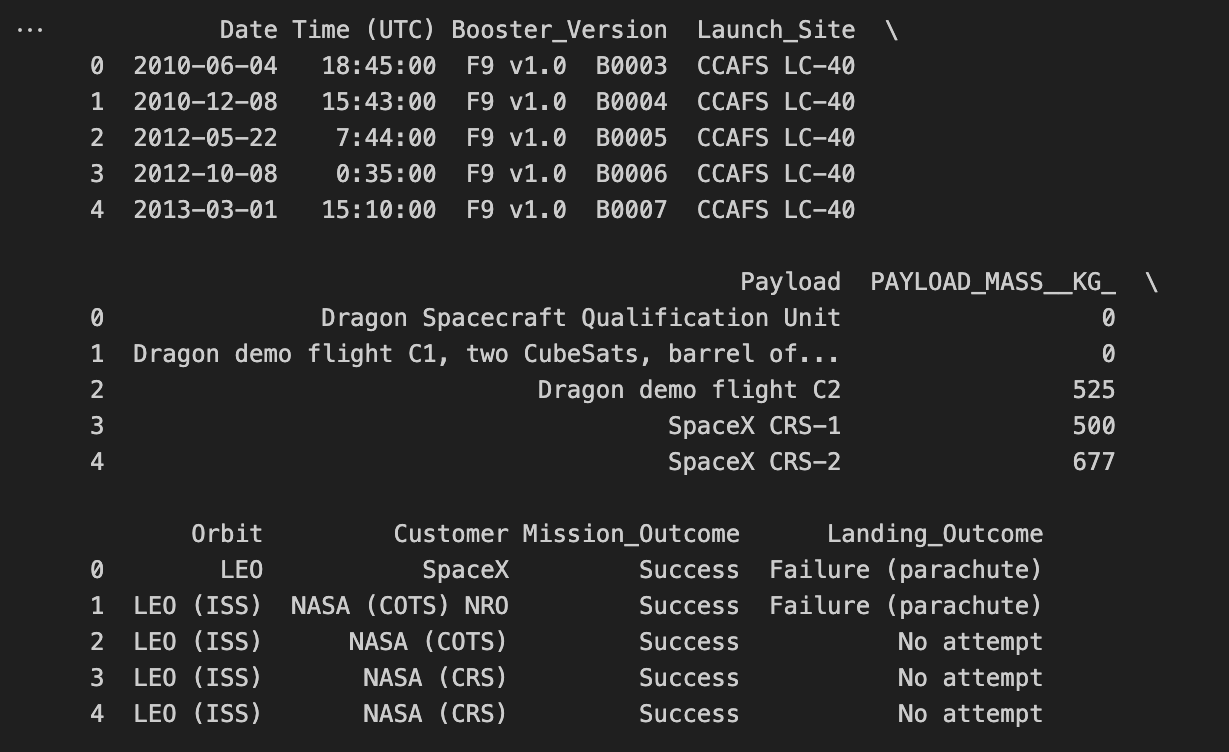 ...
Date Time (UTC) Booster_Version Launch_Site \
0 2010-06-04 18:45:00 F9 v1.0 B0003 CCAFS LC-40
1 2010-12-08 15:43:00 F9 v1.0 B0004 CCAFS LC-40
2 2012-05-22 7:44:00 F9 v1.0 B0005 CCAFS LC-40
3 2012-10-08 0:35:00 F9 v1.0 B0006 CCAFS LC-40
4 2013-03-01 15:10:00 F9 v1.0 B0007 CCAFS LC-40
Payload PAYLOAD_MASS__KG_ \
0 Dragon Spacecraft Qualification Unit 0
1 Dragon demo flight C1, two CubeSats, barrel of... 0
2 Dragon demo flight C2 525
3 SpaceX CRS-1 500
4 SpaceX CRS-2 677
Orbit Customer Mission_Outcome Landing_Outcome
0 LEO SpaceX Success Failure (parachute)
1 LEO (ISS) NASA (COTS) NRO Success Failure (parachute)
2 LEO (ISS) NASA (COTS) Success No attempt
3 LEO (ISS) NASA (CRS) Success No attempt
4 LEO (ISS) NASA (CRS) Success No attempt